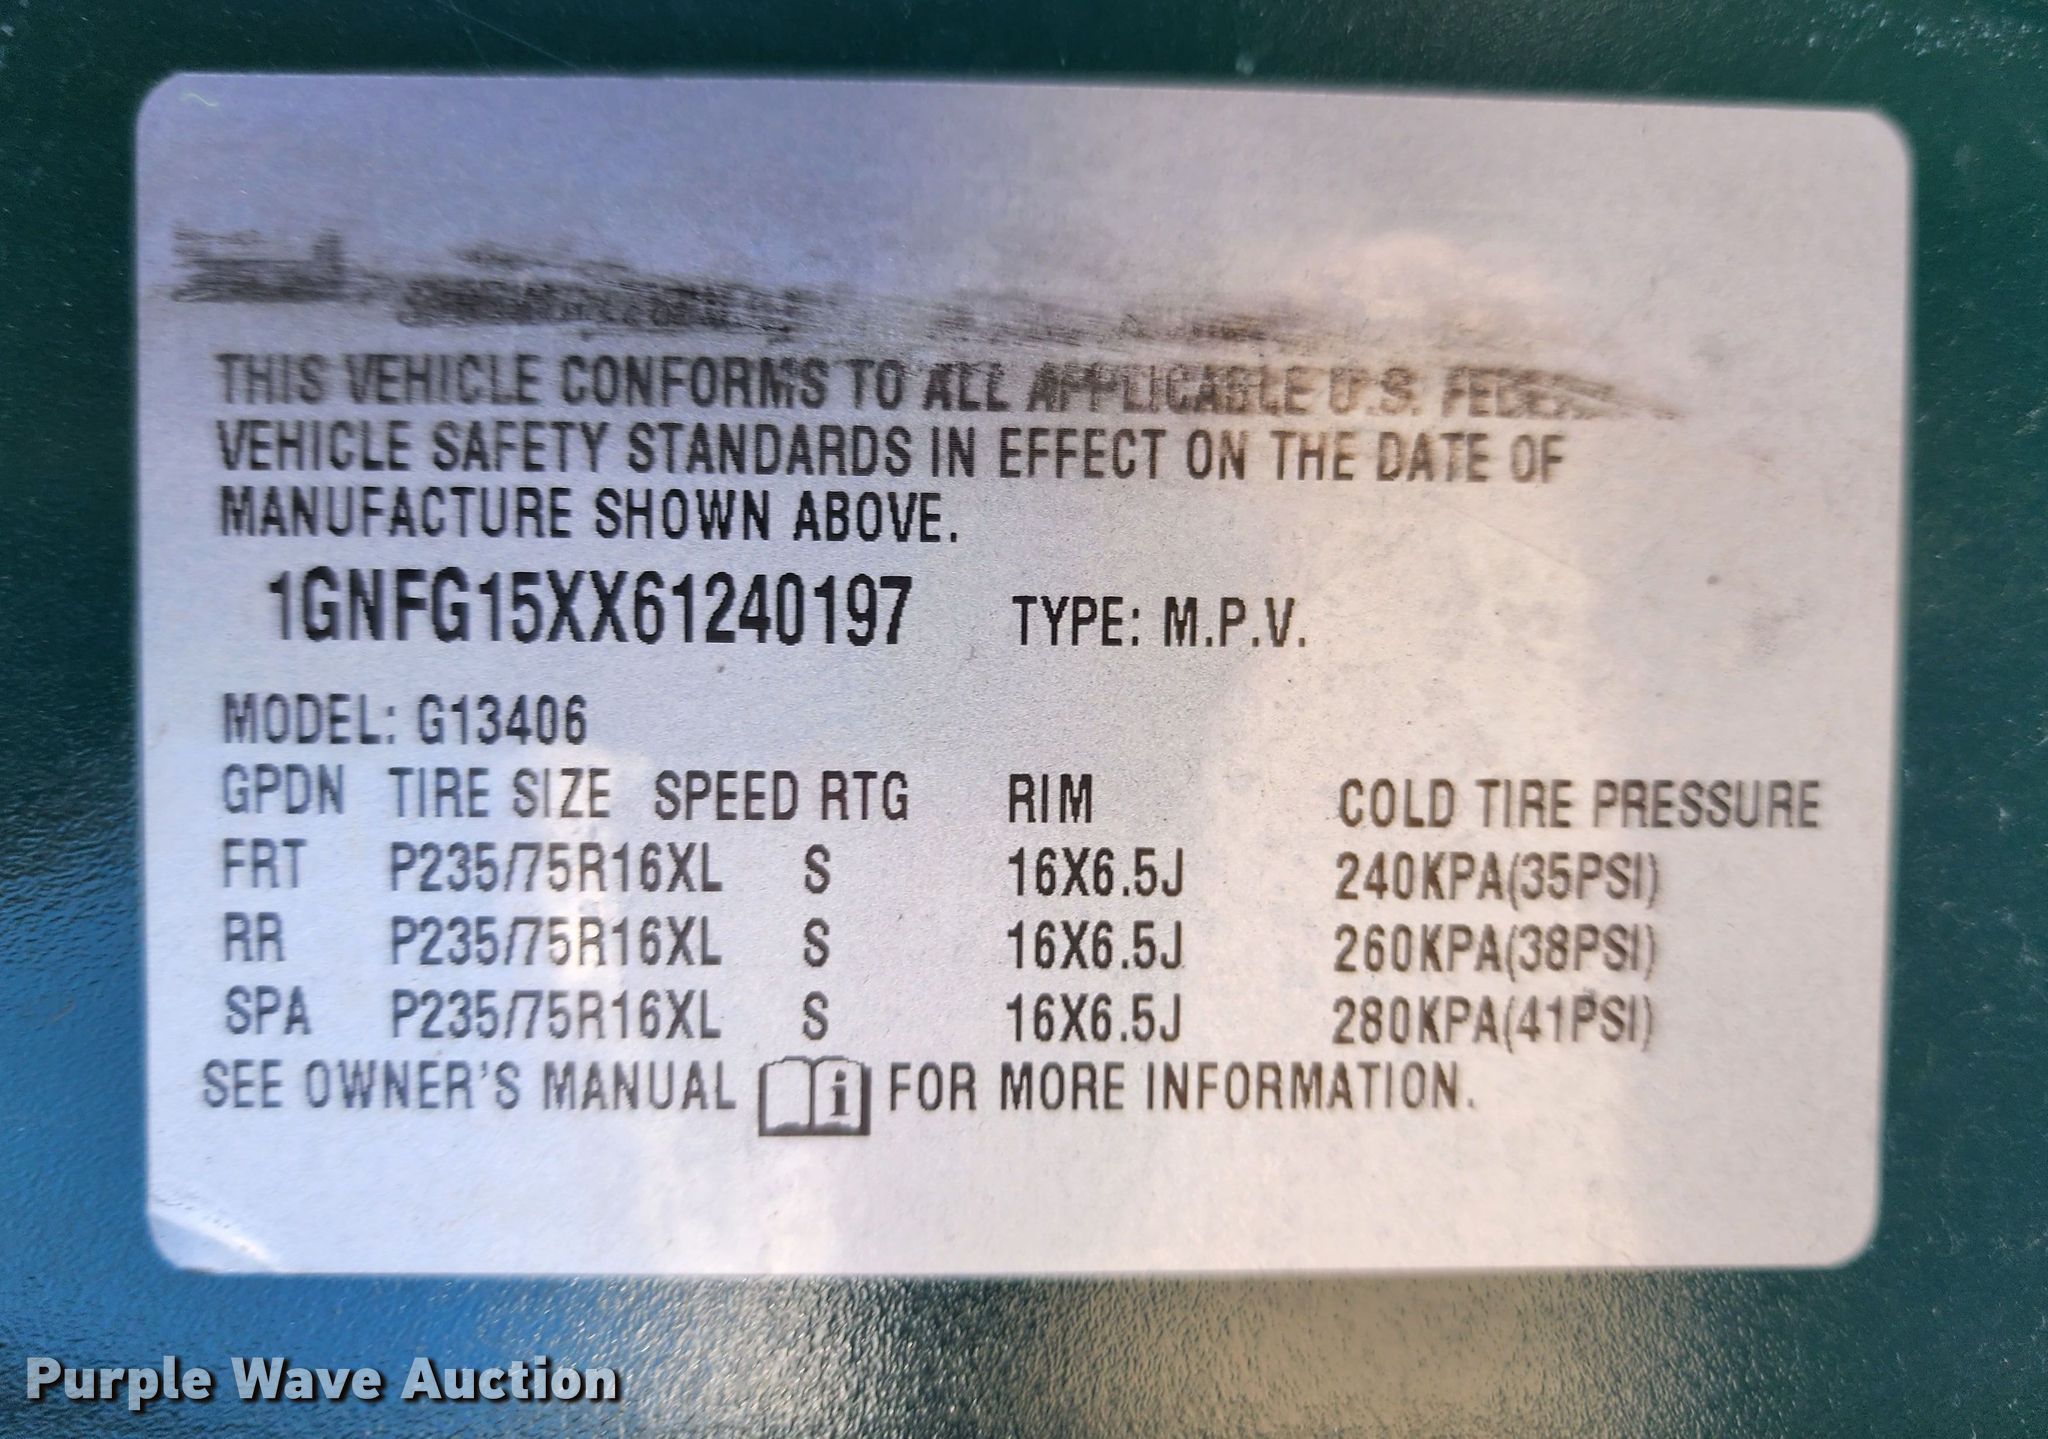 THIS VEHICLE CONFORMS TO ALL APPLICABLE U.S.
VEHICLE SAFETY STANDARDS IN EFFECT ON THE DATE OF
MANUFACTURE SHOWN ABOVE.
1GNFG15XX61240197 TYPE: M.P.V.
MODEL: G13406
GPDN TIRE SIZE SPEED RTG RIM COLD TIRE PRESSURE
FRT P235/75R16XL S 16X6.5J 240KPA(35PSI)
RR P235/75R16XL S 16X6.5J 260KPA(38PSI)
SPA P235/75R16XL S 16X6.5J 280KPA(41PSI)
SEE OWNER'S MANUAL i FOR MORE INFORMATION.
Purple Wave Auction